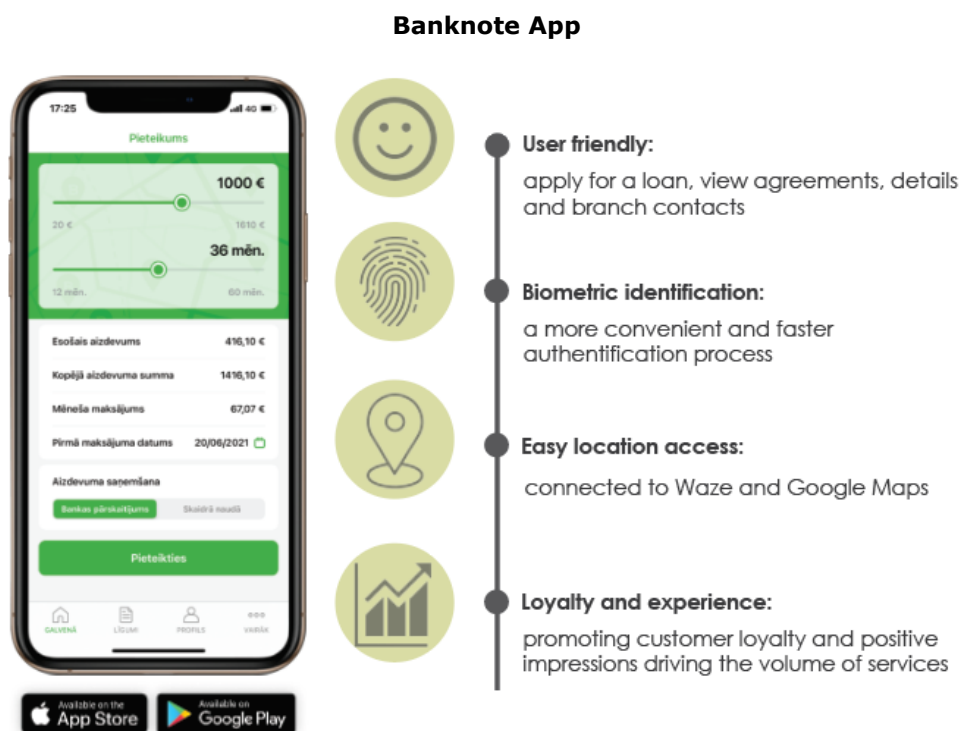 Banknote App
17:25
4G
Pieteikums
1000 €
20 €
1610 €
36 mēn.
12 mēn.
60 mēn.
Esošais aizdevums
416,10 €
Kopējā aizdevuma summa
1416,10 €
Mēneša maksājums
67,07 €
Pirmā maksājuma datums
20/06/2021
Aizdevuma saņemšana
Bankas pārskaitījums
Skaidrā naudā
Pieteikties
GALVENĀ
LĪGUMI
PROFILS
VAIRĀK
Available on the
App Store
Available on
Google Play
User friendly:
apply for a loan, view agreements, details
and branch contacts
Biometric identification:
a more convenient and faster
authentification process
Easy location access:
connected to Waze and Google Maps
Loyalty and experience:
promoting customer loyalty and positive
impressions driving the volume of services